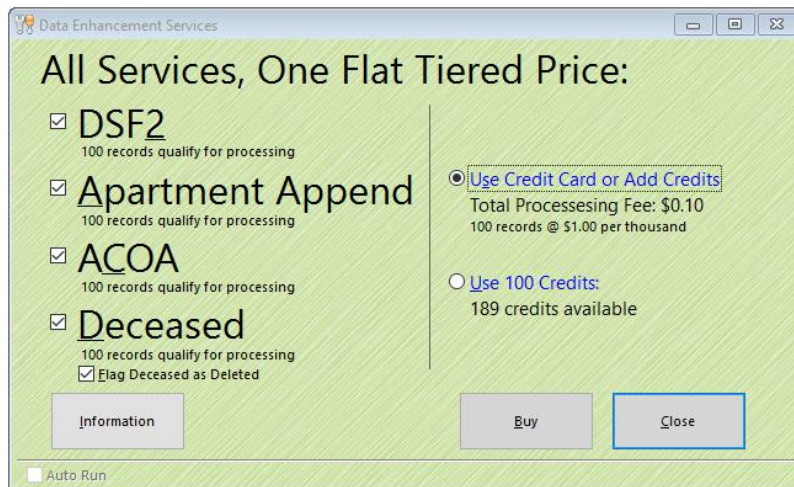 Data Enhancement Services
All Services, One Flat Tiered Price:
DSF2
100 records qualify for processing
Apartment Append
100 records qualify for processing
ACOA
100 records qualify for processing
Deceased
100 records qualify for processing
Flag Deceased as Deleted
Use Credit Card or Add Credits
Total Processesing Fee: $0.10
100 records @ $1.00 per thousand
Use 100 Credits:
189 credits available
Information
Buy
Close
Auto Run